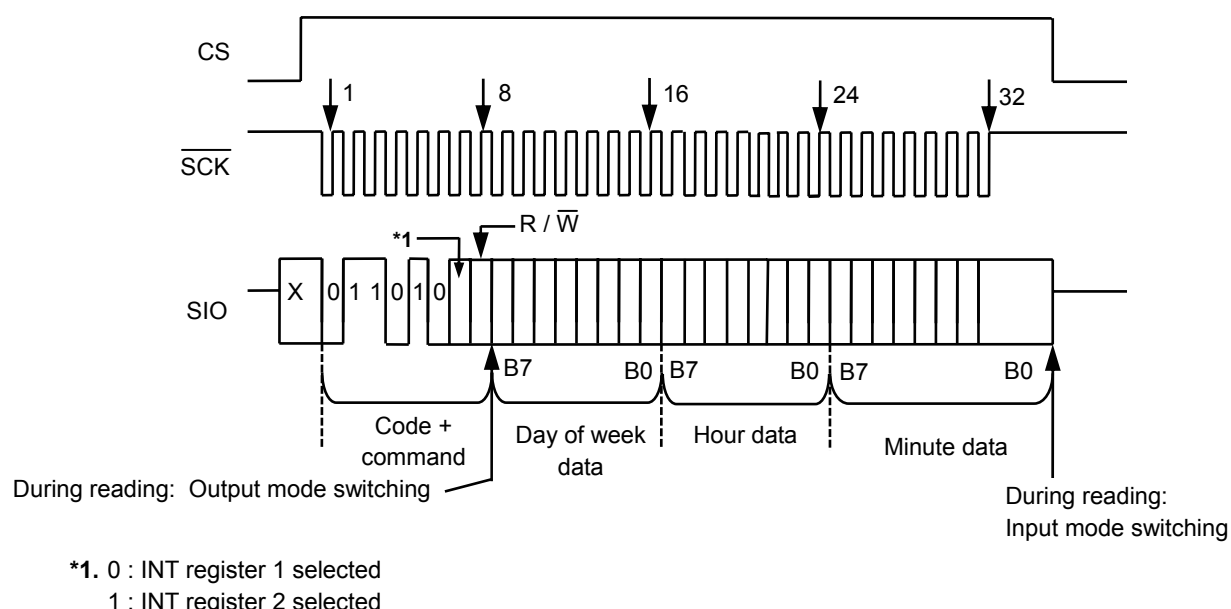 CS
1 8 16 24 32
SCK
R / W
*1
SIO
X 0 1 1 0 1 0
B7 B0 B7 B0 B7 B0
Code +
command
Day of week
data
Hour data
Minute data
During reading: Output mode switching
During reading:
Input mode switching
*1. 0 : INT register 1 selected
1 : INT register 2 selected